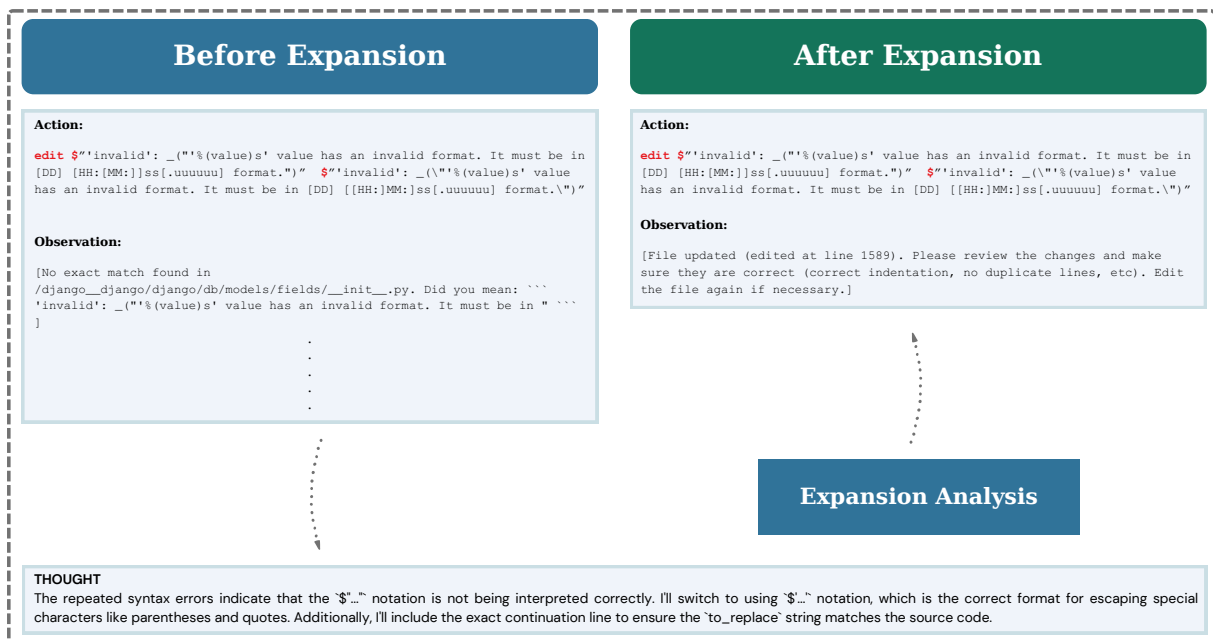 Before Expansion
After Expansion
Action:
edit $”'invalid': _("'%(value)s' value has an invalid format. It must be in
[DD] [HH:[MM:]]ss[.uuuuuu] format.")”  $”'invalid': _(\"'%(value)s' value
has an invalid format. It must be in [DD] [[HH:]MM:]ss[.uuuuuu] format.\")”
Observation:
[No exact match found in
/django__django/django/db/models/fields/__init__.py. Did you mean: ```
'invalid': _("'%(value)s' value has an invalid format. It must be in " ```
]
.
.
.
.
.
Action:
edit $”'invalid': _("'%(value)s' value has an invalid format. It must be in
[DD] [HH:[MM:]]ss[.uuuuuu] format.")”  $”'invalid': _(\"'%(value)s' value
has an invalid format. It must be in [DD] [[HH:]MM:]ss[.uuuuuu] format.\")”
Observation:
[File updated (edited at line 1589). Please review the changes and make
sure they are correct (correct indentation, no duplicate lines, etc). Edit
the file again if necessary.]
Expansion Analysis
THOUGHT
The repeated syntax errors indicate that the `$"…"` notation is not being interpreted correctly. I'll switch to using `$'…'` notation, which is the correct format for escaping special
characters like parentheses and quotes. Additionally, I'll include the exact continuation line to ensure the `to_replace` string matches the source code.